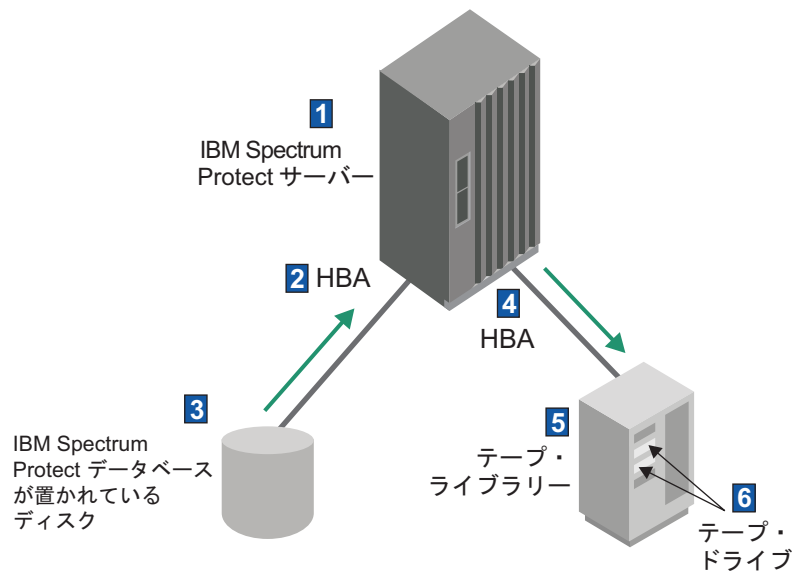 1
IBM Spectrum
Protect サーバー
2 HBA
4
HBA
3
IBM Spectrum
Protect データベース
が置かれている
ディスク
5
テープ・
ライブラリー
6
テープ・
ドライブ